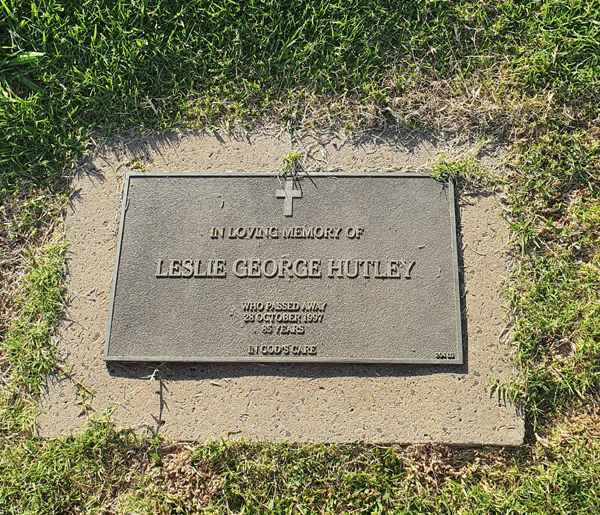 IN LOVING MEMORY OF
LESLIE GEORGE HUTLEY
WHO PASSED AWAY
28 OCTOBER 1997
85 YEARS
IN GOD'S CARE